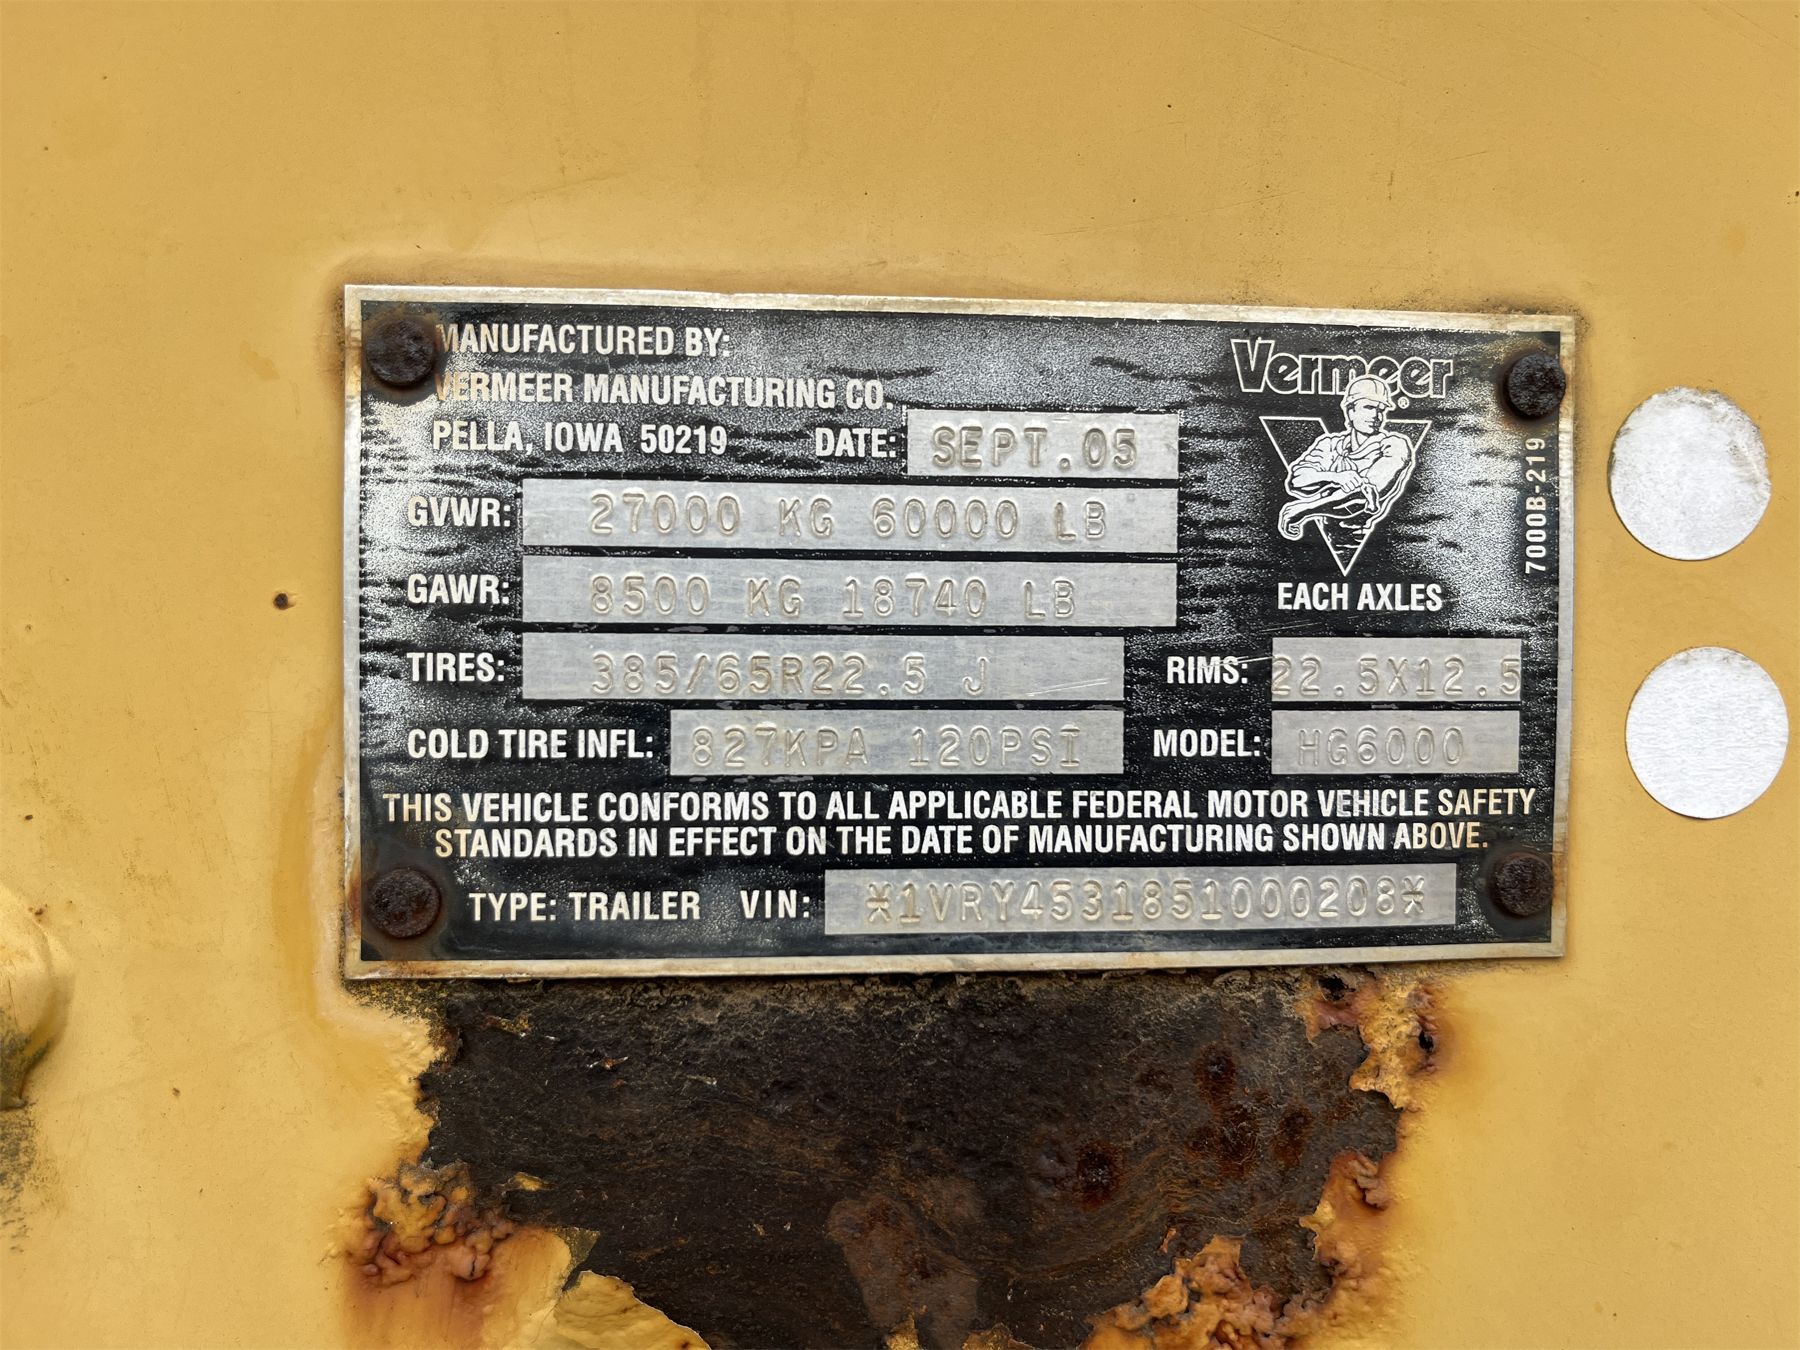 MANUFACTURED BY:
VERMEER MANUFACTURING CO.
PELLA, IOWA 50219 DATE: SEPT.05
Vermeer®
GVWR: 27000 KG 60000 LB
GAWR: 8500 KG 18740 LB EACH AXLES
7000B-219
TIRES: 385/65R22.5 J RIMS: 22.5X12.5
COLD TIRE INFL: 827KPA 120PSI MODEL: HG6000
THIS VEHICLE CONFORMS TO ALL APPLICABLE FEDERAL MOTOR VEHICLE SAFETY
STANDARDS IN EFFECT ON THE DATE OF MANUFACTURING SHOWN ABOVE.
TYPE: TRAILER VIN: *1VRY4531851000208*